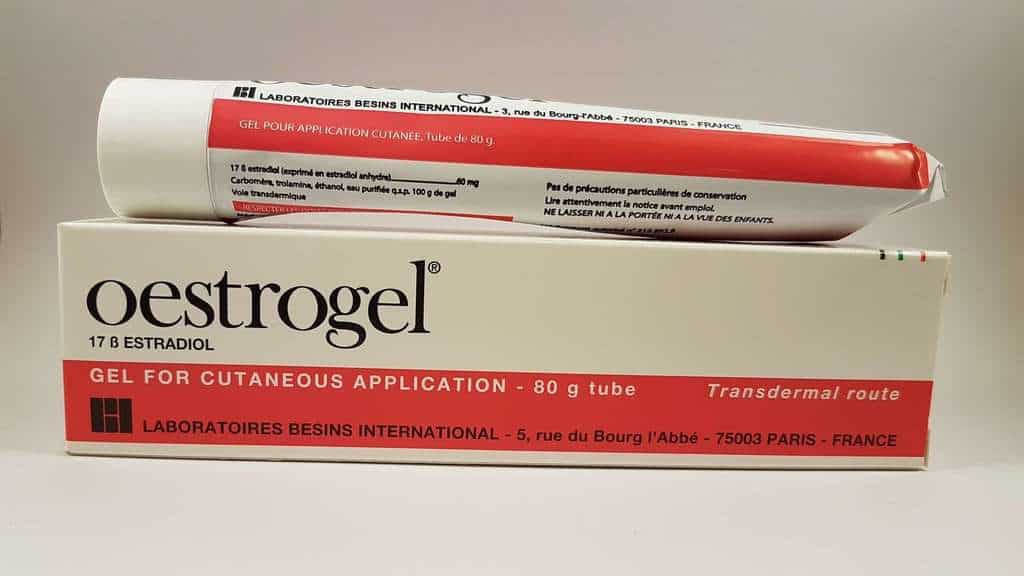 LABORATOIRES BESINS INTERNATIONAL - 3, rue du Bourg-l'Abbé - 75003 PARIS - FRANCE
GEL POUR APPLICATION CUTANÉE. Tube de 80 g.
17 ß estradiol (exprimé en estradiol anhydre)..........60 mg
Carbomère, trolamine, éthanol, eau purifiée q.s.p. 100 g de gel
Voie transdermique
Pas de précautions particulières de conservation
Lire attentivement la notice avant emploi.
NE LAISSER NI A LA PORTÉE NI A LA VUE DES ENFANTS.
oestrogel®
17 ß ESTRADIOL
GEL FOR CUTANEOUS APPLICATION - 80 g tube
Transdermal route
LABORATOIRES BESINS INTERNATIONAL - 5, rue du Bourg l'Abbé - 75003 PARIS - FRANCE